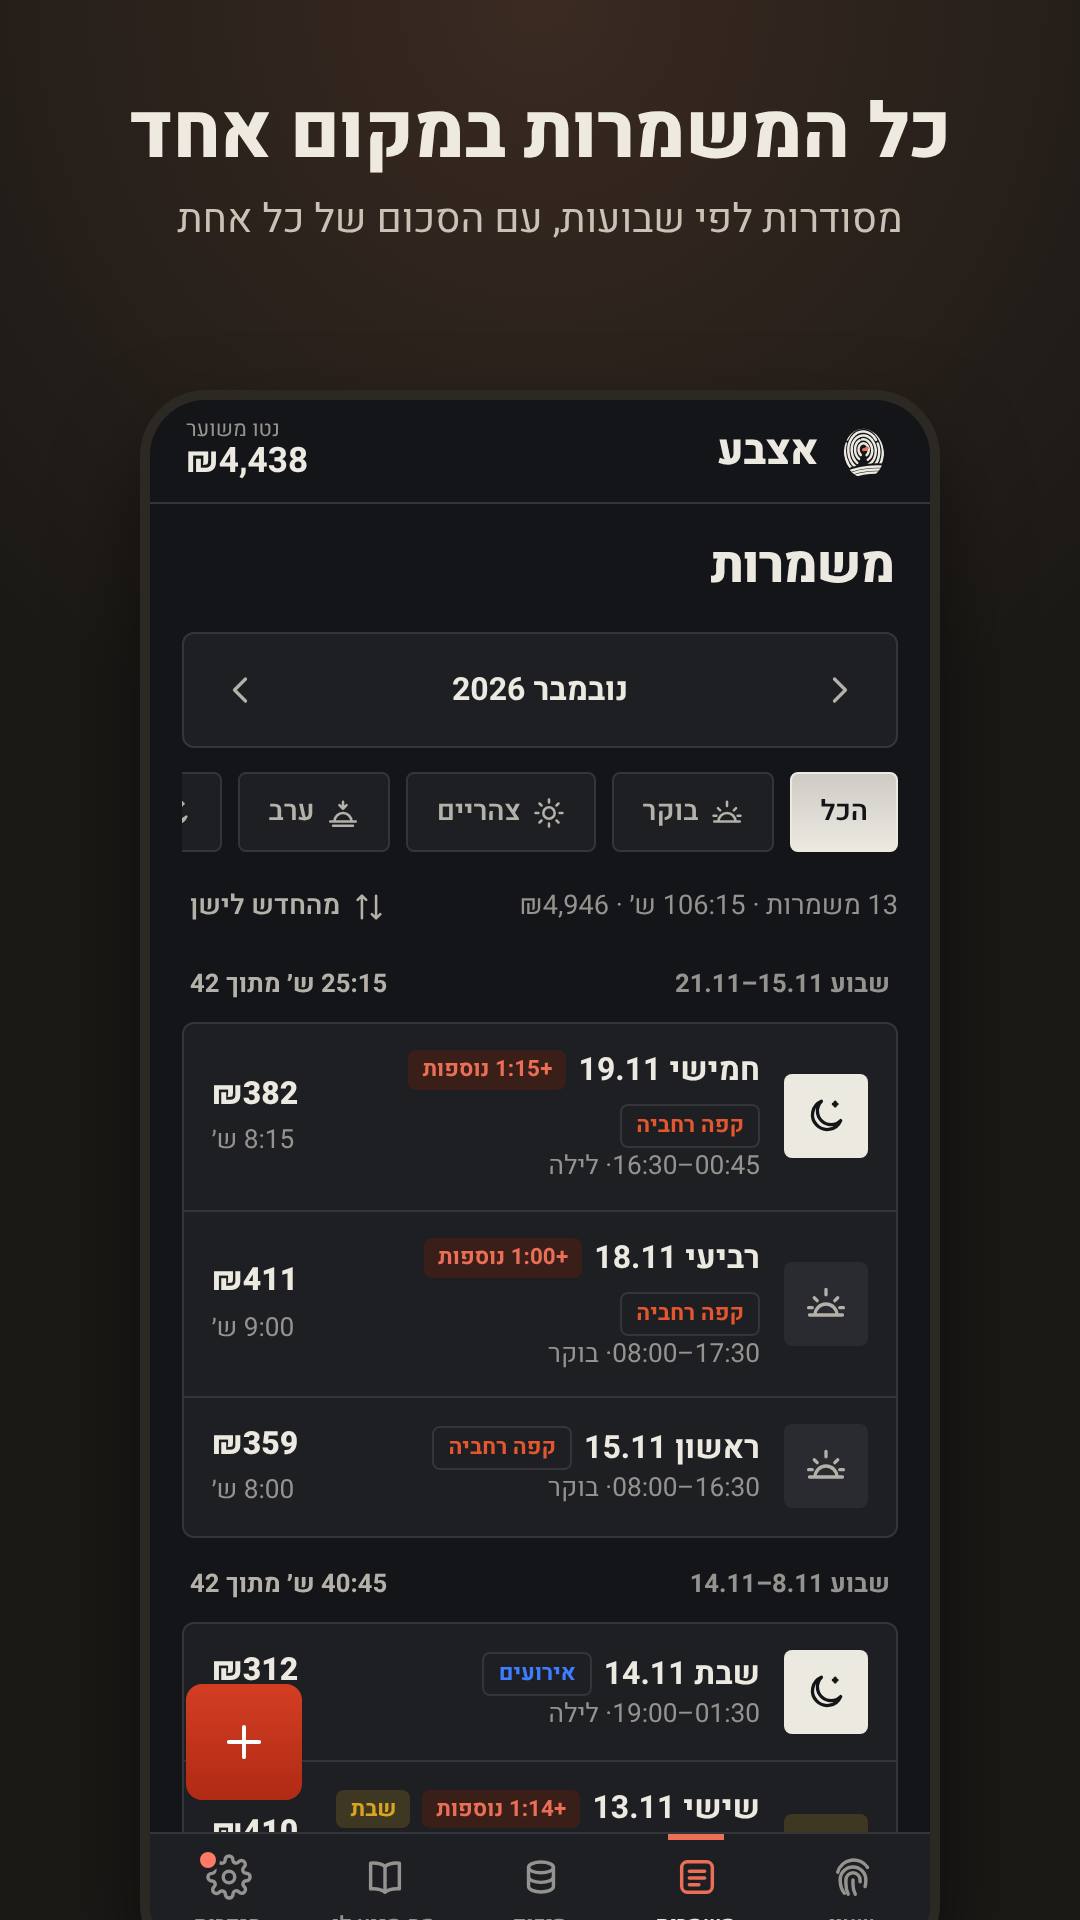 כל המשמרות במקום אחד
מסודרות לפי שבועות, עם הסכום של כל אחת
אצבע
נטו משוער
₪4,438
משמרות
נובמבר 2026
הכל
בוקר
צהריים
ערב
13 משמרות · 106:15 ש׳ · ₪4,946
מהחדש לישן
שבוע 15.11–21.11
25:15 ש׳ מתוך 42
חמישי 19.11
+1:15 נוספות
קפה רחביה
16:30–00:45· לילה
₪382
8:15 ש׳
רביעי 18.11
+1:00 נוספות
קפה רחביה
08:00–17:30· בוקר
₪411
9:00 ש׳
ראשון 15.11
קפה רחביה
08:00–16:30· בוקר
₪359
8:00 ש׳
שבוע 8.11–14.11
40:45 ש׳ מתוך 42
שבת 14.11
אירועים
19:00–01:30· לילה
₪312
שישי 13.11
+1:14 נוספות
שבת
₪410